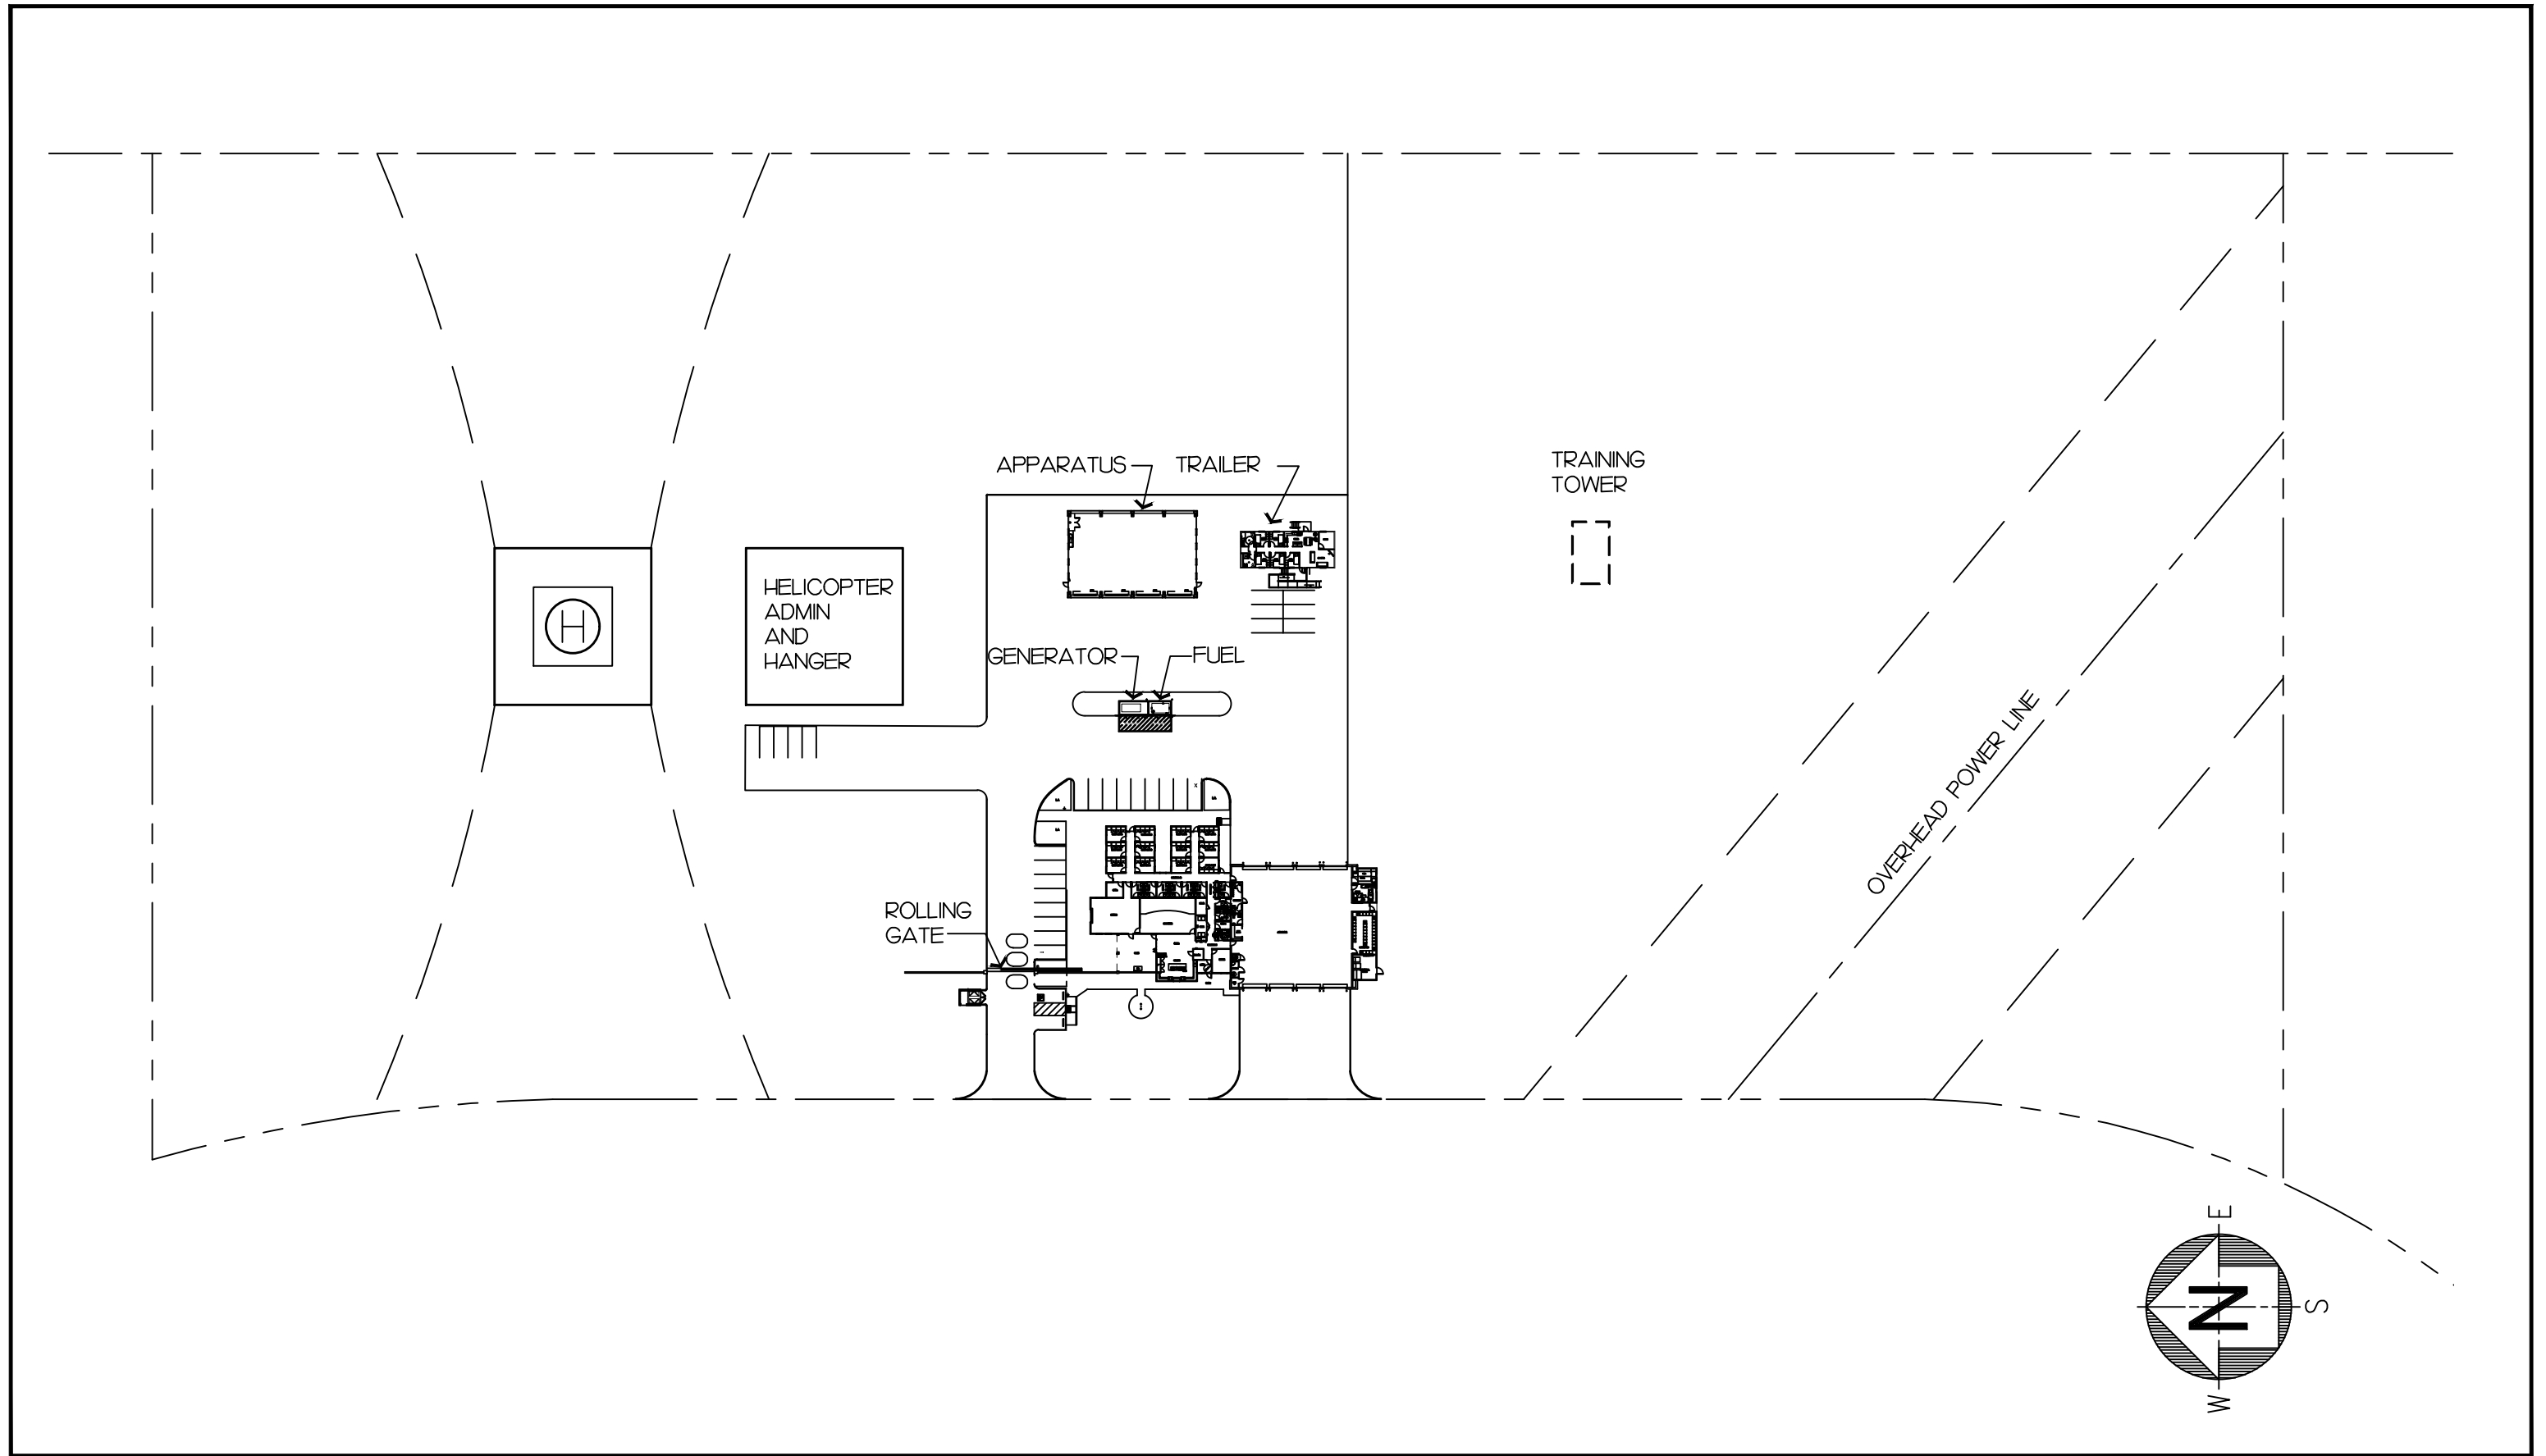 APPARATUS
TRAILER
TRAINING
TOWER
H
HELICOPTER
ADMIN
AND
HANGER
GENERATOR
FUEL
OVERHEAD POWER LINE
ROLLING
GATE
E
N
S
W